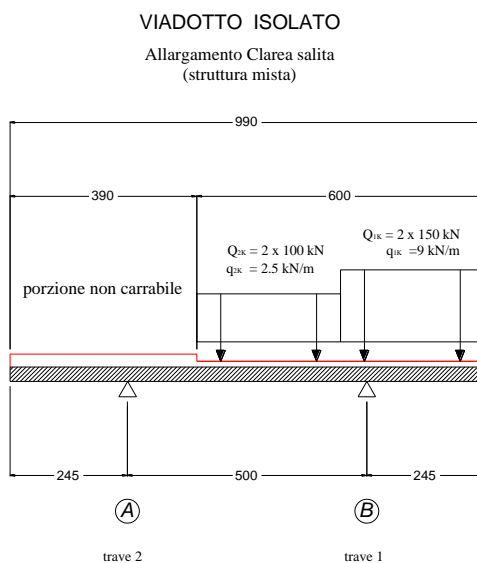 VIADOTTO ISOLATO
Allargamento Clarea salita
(struttura mista)
990
390
600
Q2K = 2 x 100 kN
q2K = 2.5 kN/m
Q1K = 2 x 150 kN
q1K =9 kN/m
porzione non carrabile
245
500
245
A
B
trave 2
trave 1